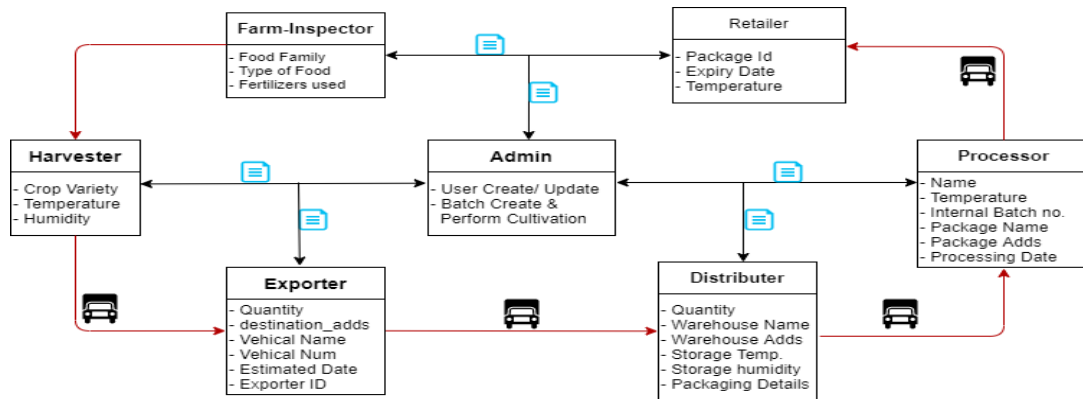 Farm-Inspector
- Food Family
- Type of Food
- Fertilizers used
Retailer
- Package Id
- Expiry Date
- Temperature
Harvester
- Crop Variety
- Temperature
- Humidity
Admin
- User Create/ Update
- Batch Create &
Perform Cultivation
Processor
- Name
- Temperature
- Internal Batch no.
- Package Name
- Package Adds
- Processing Date
Exporter
- Quantity
- destination_adds
- Vehical Name
- Vehical Num
- Estimated Date
- Exporter ID
Distributer
- Quantity
- Warehouse Name
- Warehouse Adds
- Storage Temp.
- Storage humidity
- Packaging Details